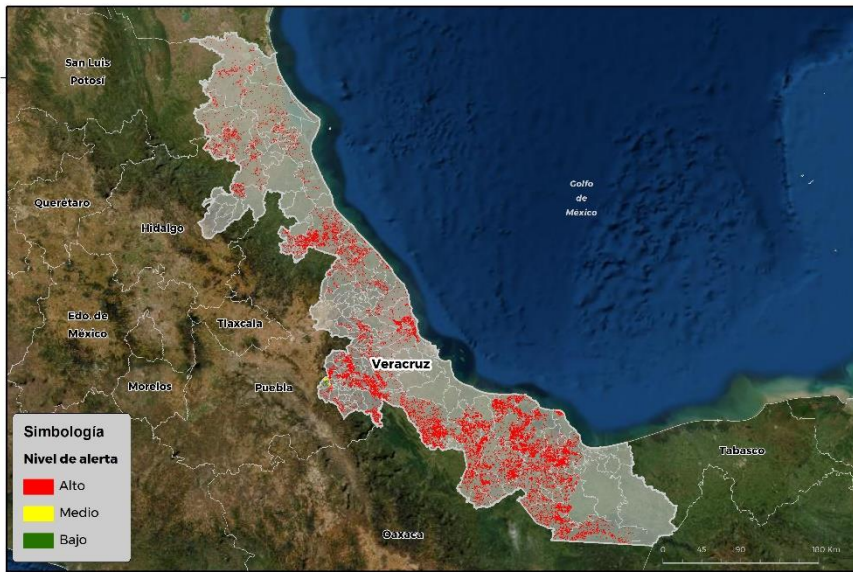 San Luis
Potosí
Querétaro
Hidalgo
Golfo
de
México
Edo. de
México
Tlaxcala
Veracruz
Morelos
Puebla
Simbología
Nivel de alerta
Alto
Medio
Bajo
Tabasco
Oaxaca
0 45 90 180 Km